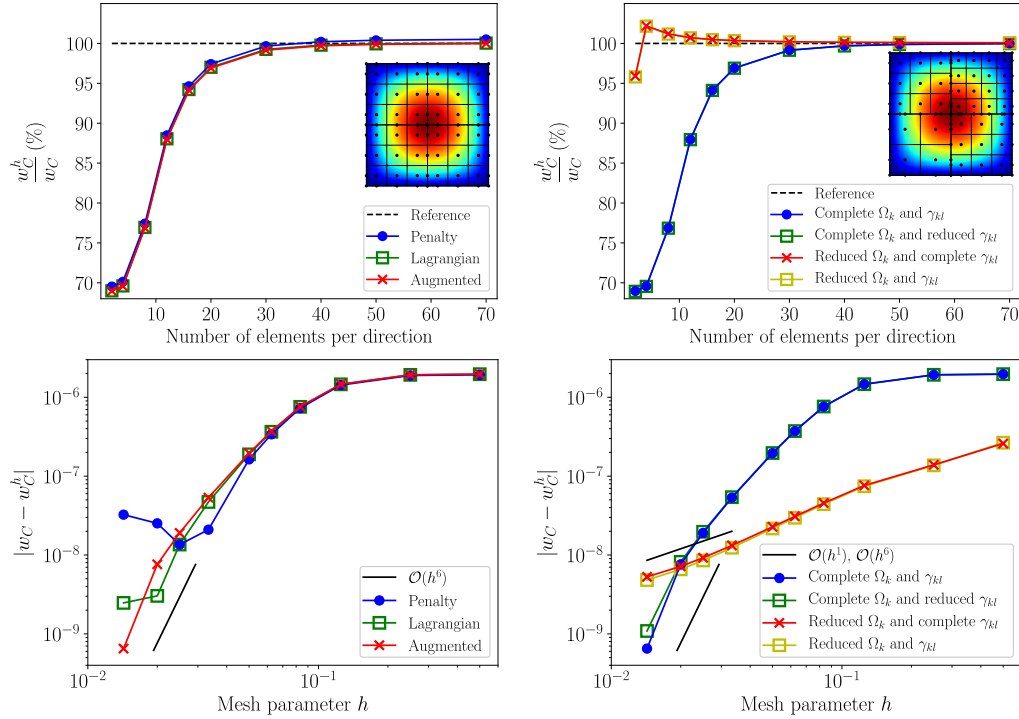 100
95
90
85
80
75
70
w_C^h / w_C (%)
10 20 30 40 50 60 70
Number of elements per direction
Reference
Penalty
Lagrangian
Augmented
100
95
90
85
80
75
70
w_C^h / w_C (%)
10 20 30 40 50 60 70
Number of elements per direction
Reference
Complete Ω_k and γ_kl
Complete Ω_k and reduced γ_kl
Reduced Ω_k and complete γ_kl
Reduced Ω_k and γ_kl
10^−6
10^−7
10^−8
10^−9
|w_C − w_C^h|
10^−2 10^−1
Mesh parameter h
O(h^6)
Penalty
Lagrangian
Augmented
10^−6
10^−7
10^−8
10^−9
|w_C − w_C^h|
10^−2 10^−1
Mesh parameter h
O(h^1), O(h^6)
Complete Ω_k and γ_kl
Complete Ω_k and reduced γ_kl
Reduced Ω_k and complete γ_kl
Reduced Ω_k and γ_kl